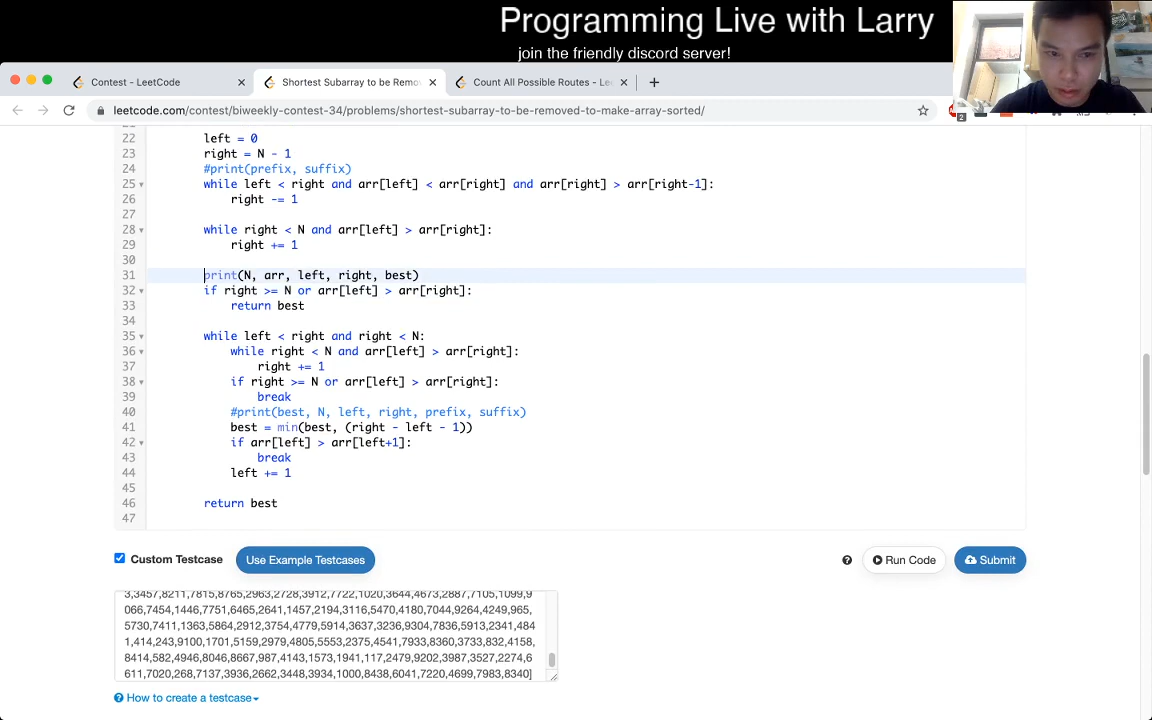 Programming Live with Larry
join the friendly discord server!
Contest - LeetCode
Shortest Subarray to be Remov
Count All Possible Routes - Le
leetcode.com/contest/biweekly-contest-34/problems/shortest-subarray-to-be-removed-to-make-array-sorted/
2
22 left = 0
23 right = N - 1
24 #print(prefix, suffix)
25 while left < right and arr[left] < arr[right] and arr[right] > arr[right-1]:
26 right -= 1
27
28 while right < N and arr[left] > arr[right]:
29 right += 1
30
31 print(N, arr, left, right, best)
32 if right >= N or arr[left] > arr[right]:
33 return best
34
35 while left < right and right < N:
36 while right < N and arr[left] > arr[right]:
37 right += 1
38 if right >= N or arr[left] > arr[right]:
39 break
40 #print(best, N, left, right, prefix, suffix)
41 best = min(best, (right - left - 1))
42 if arr[left] > arr[left+1]:
43 break
44 left += 1
45
46 return best
47
Custom Testcase
Use Example Testcases
Run Code
Submit
3,3457,8211,7815,8765,2963,2728,3912,7722,1020,3644,4673,2887,7105,1099,9
066,7454,1446,7751,6465,2641,1457,2194,3116,5470,4180,7044,9264,4249,965,
5730,7411,1363,5864,2912,3754,4779,5914,3637,3236,9304,7836,5913,2341,484
1,414,243,9100,1701,5159,2979,4805,5553,2375,4541,7933,8360,3733,832,4158,
8414,582,4946,8046,8667,987,4143,1573,1941,117,2479,9202,3987,3527,2274,6
611,7020,268,7137,3936,2662,3448,3934,1000,8438,6041,7220,4699,7983,8340]
How to create a testcase